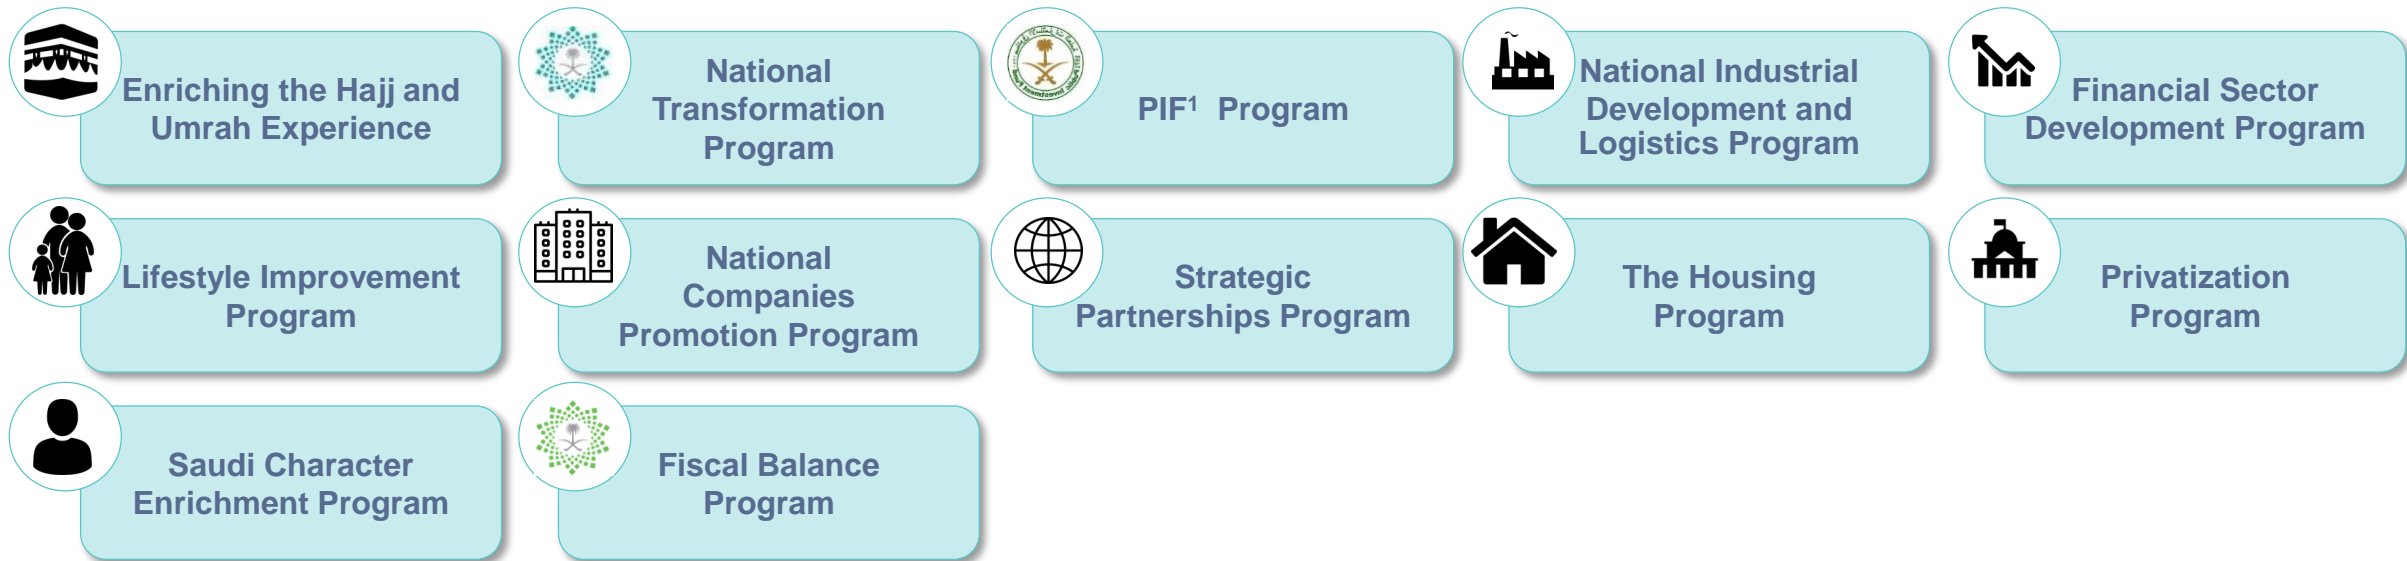 Enriching the Hajj and
Umrah Experience
National
Transformation
Program
PIF¹ Program
National Industrial
Development and
Logistics Program
Financial Sector
Development Program
Lifestyle Improvement
Program
National
Companies
Promotion Program
Strategic
Partnerships Program
The Housing
Program
Privatization
Program
Saudi Character
Enrichment Program
Fiscal Balance
Program